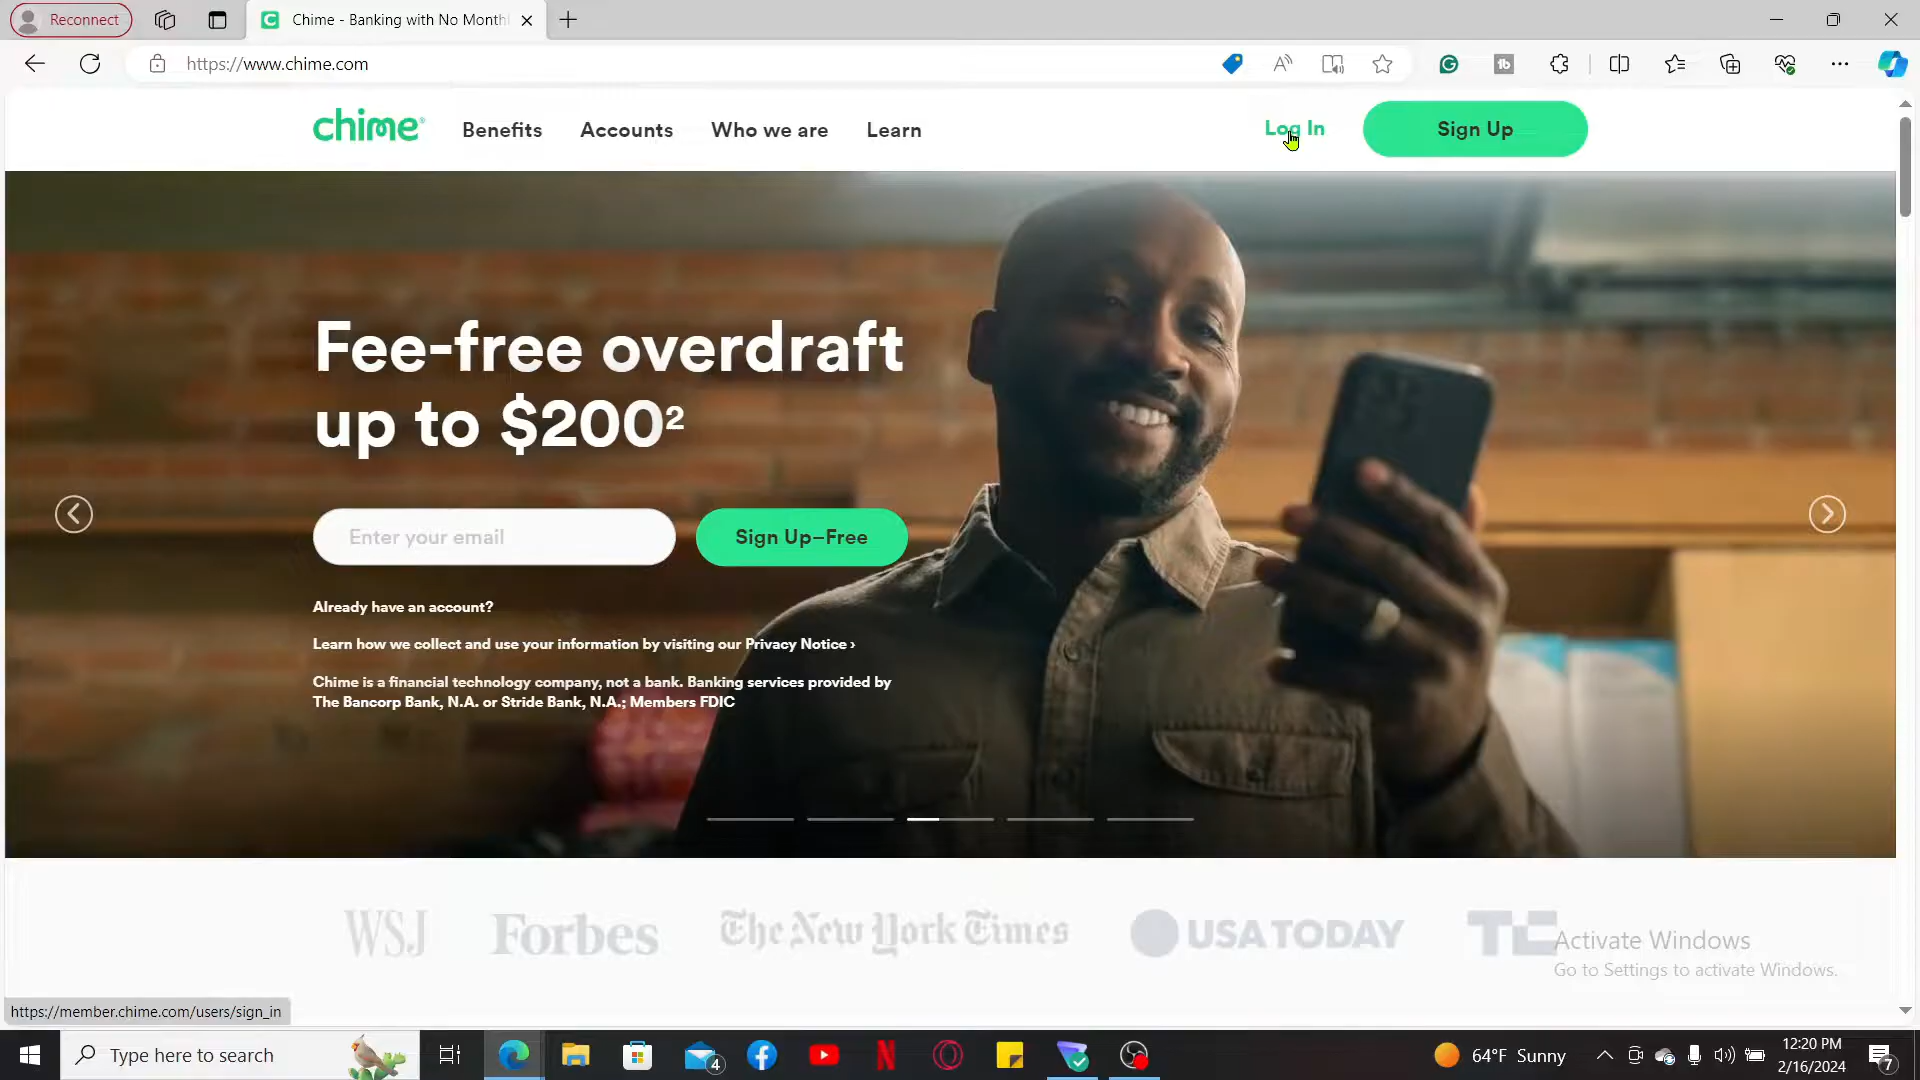 Reconnect
Chime - Banking with No Month
https://www.chime.com
chime
Benefits
Accounts
Who we are
Learn
Log In
Sign Up
Fee-free overdraft
up to $200²
Enter your email
Sign Up–Free
Already have an account?
Learn how we collect and use your information by visiting our Privacy Notice ›
Chime is a financial technology company, not a bank. Banking services provided by
The Bancorp Bank, N.A. or Stride Bank, N.A.; Members FDIC
WSJ
Forbes
The New York Times
USA TODAY
TC
Activate Windows
Go to Settings to activate Windows.
https://member.chime.com/users/sign_in
Type here to search
4
64°F Sunny
12:20 PM
2/16/2024
7